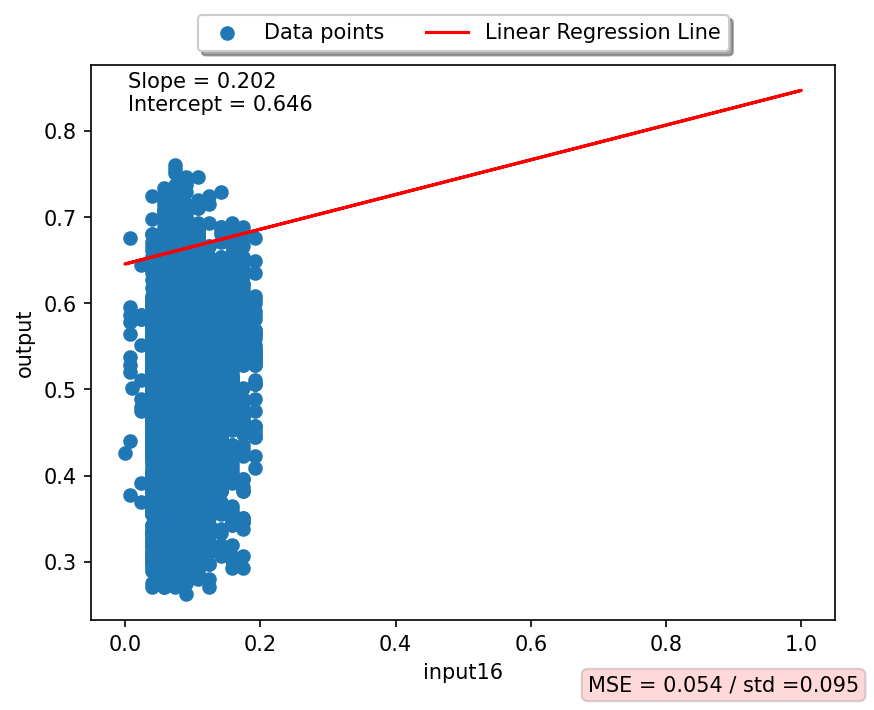 Data points
Linear Regression Line
Slope = 0.202
Intercept = 0.646
output
0.8
0.7
0.6
0.5
0.4
0.3
0.0 0.2 0.4 0.6 0.8 1.0
input16
MSE = 0.054 / std =0.095